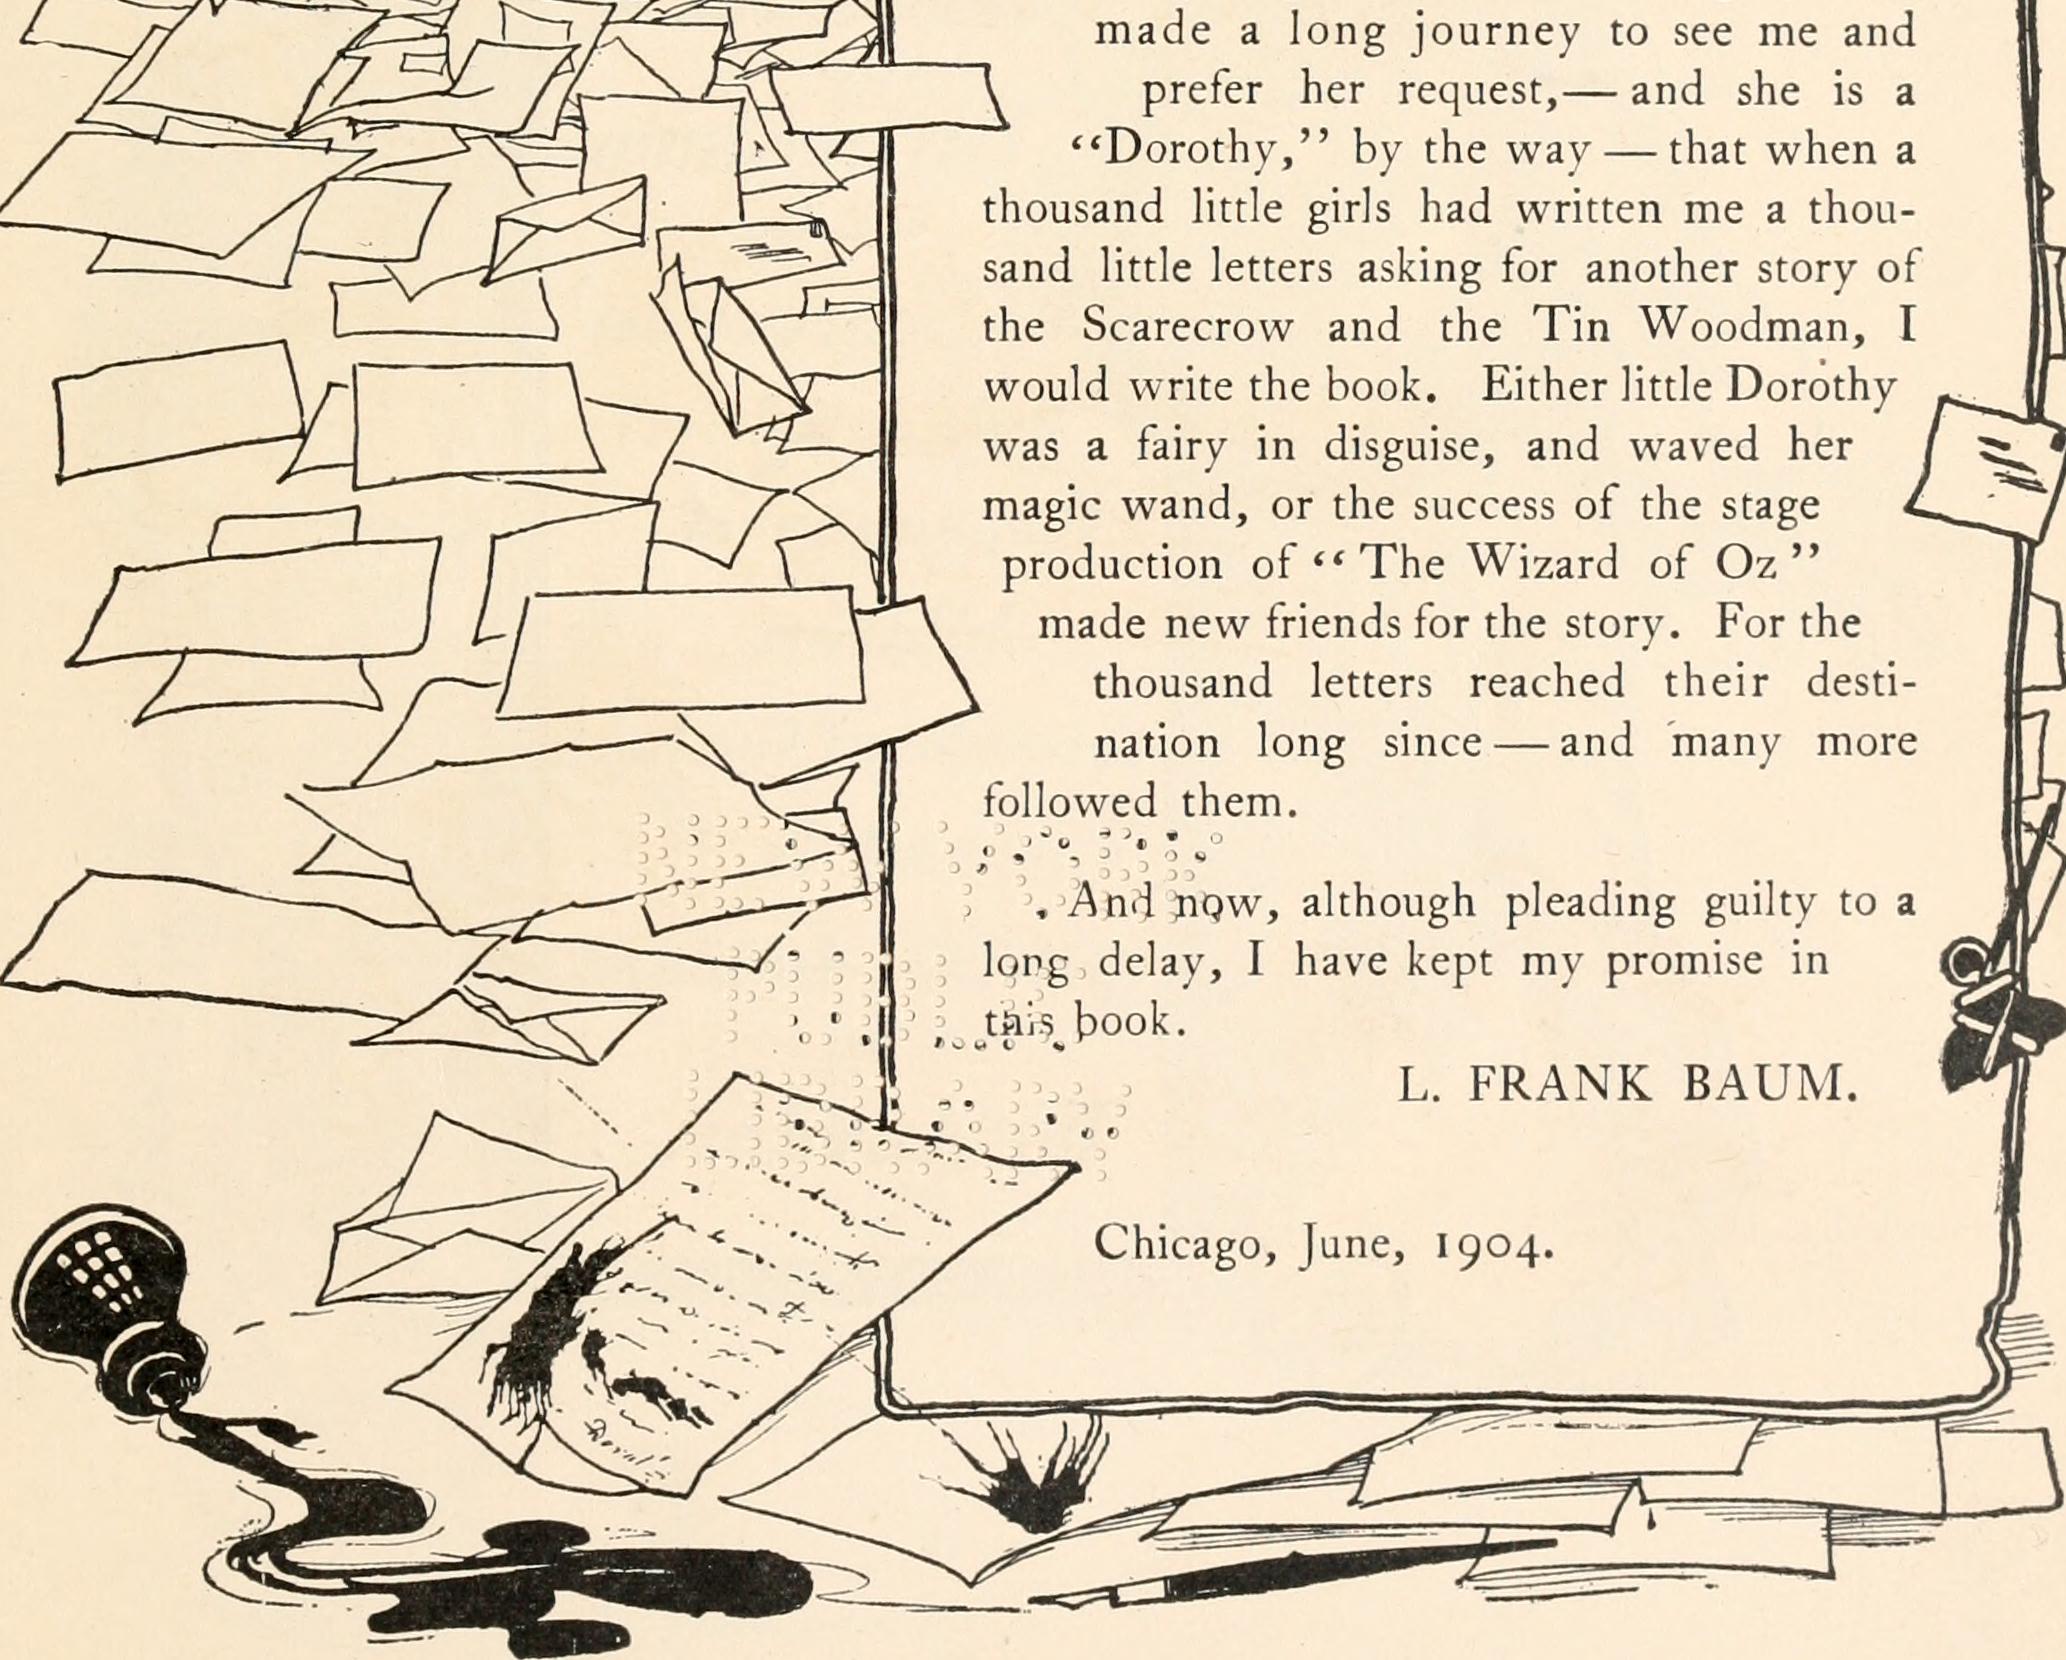 made a long journey to see me and
prefer her request,— and she is a
“Dorothy,” by the way — that when a
thousand little girls had written me a thou-
sand little letters asking for another story of
the Scarecrow and the Tin Woodman, I
would write the book. Either little Dorothy
was a fairy in disguise, and waved her
magic wand, or the success of the stage
production of “The Wizard of Oz”
made new friends for the story. For the
thousand letters reached their desti-
nation long since — and many more
followed them.
NEW YORK
And now, although pleading guilty to a
long delay, I have kept my promise in
this book.
PUBLIC
L. FRANK BAUM.
LIBRARY
Chicago, June, 1904.